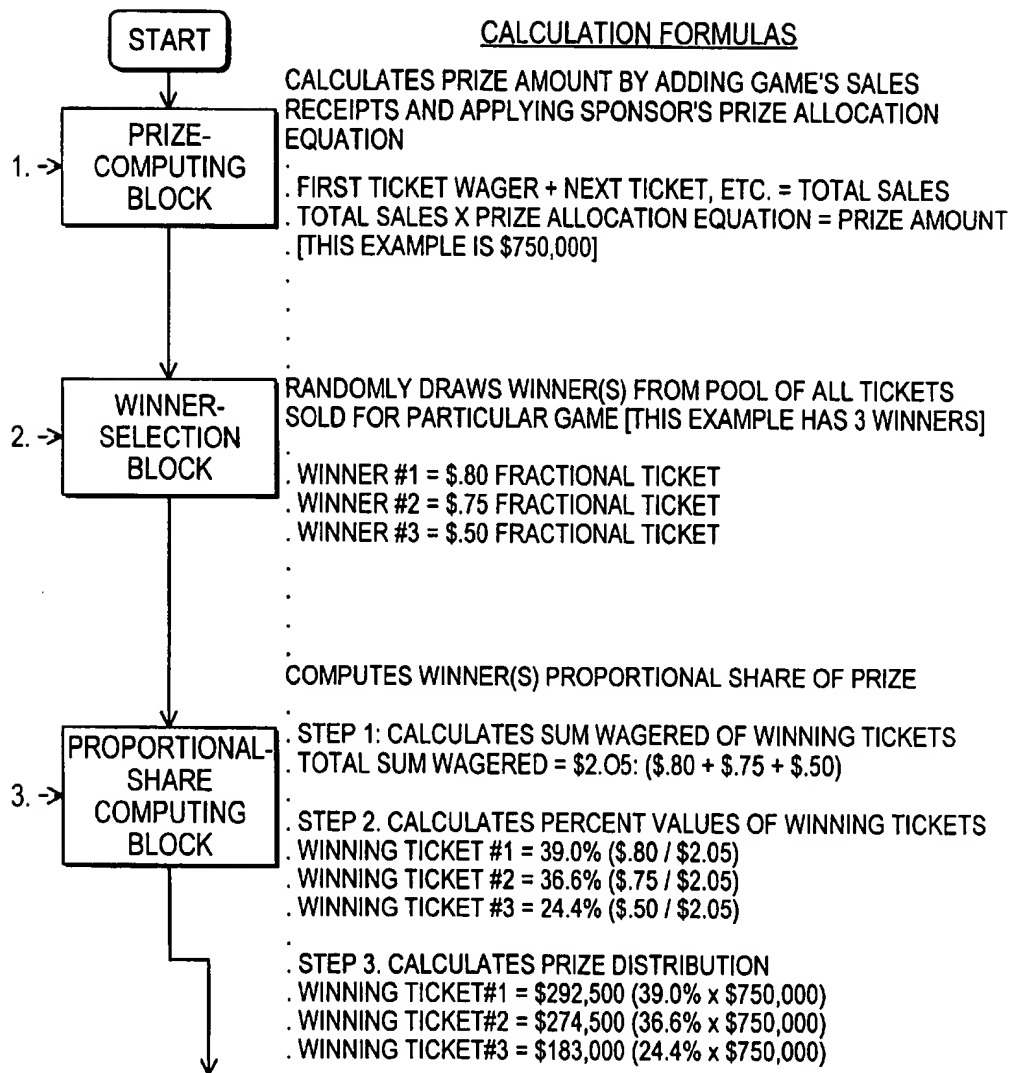 START
CALCULATION FORMULAS
CALCULATES PRIZE AMOUNT BY ADDING GAME'S SALES
RECEIPTS AND APPLYING SPONSOR'S PRIZE ALLOCATION
EQUATION
1. ->
PRIZE-
COMPUTING
BLOCK
.
. FIRST TICKET WAGER + NEXT TICKET, ETC. = TOTAL SALES
. TOTAL SALES X PRIZE ALLOCATION EQUATION = PRIZE AMOUNT
. [THIS EXAMPLE IS $750,000]
.
.
.
.
2. ->
WINNER-
SELECTION
BLOCK
RANDOMLY DRAWS WINNER(S) FROM POOL OF ALL TICKETS
SOLD FOR PARTICULAR GAME [THIS EXAMPLE HAS 3 WINNERS]
.
. WINNER #1 = $.80 FRACTIONAL TICKET
. WINNER #2 = $.75 FRACTIONAL TICKET
. WINNER #3 = $.50 FRACTIONAL TICKET
.
.
.
.
COMPUTES WINNER(S) PROPORTIONAL SHARE OF PRIZE
3. ->
PROPORTIONAL-
SHARE
COMPUTING
BLOCK
.
. STEP 1: CALCULATES SUM WAGERED OF WINNING TICKETS
. TOTAL SUM WAGERED = $2.05: ($.80 + $.75 + $.50)
.
. STEP 2. CALCULATES PERCENT VALUES OF WINNING TICKETS
. WINNING TICKET #1 = 39.0% ($.80 / $2.05)
. WINNING TICKET #2 = 36.6% ($.75 / $2.05)
. WINNING TICKET #3 = 24.4% ($.50 / $2.05)
.
. STEP 3. CALCULATES PRIZE DISTRIBUTION
. WINNING TICKET#1 = $292,500 (39.0% x $750,000)
. WINNING TICKET#2 = $274,500 (36.6% x $750,000)
. WINNING TICKET#3 = $183,000 (24.4% x $750,000)